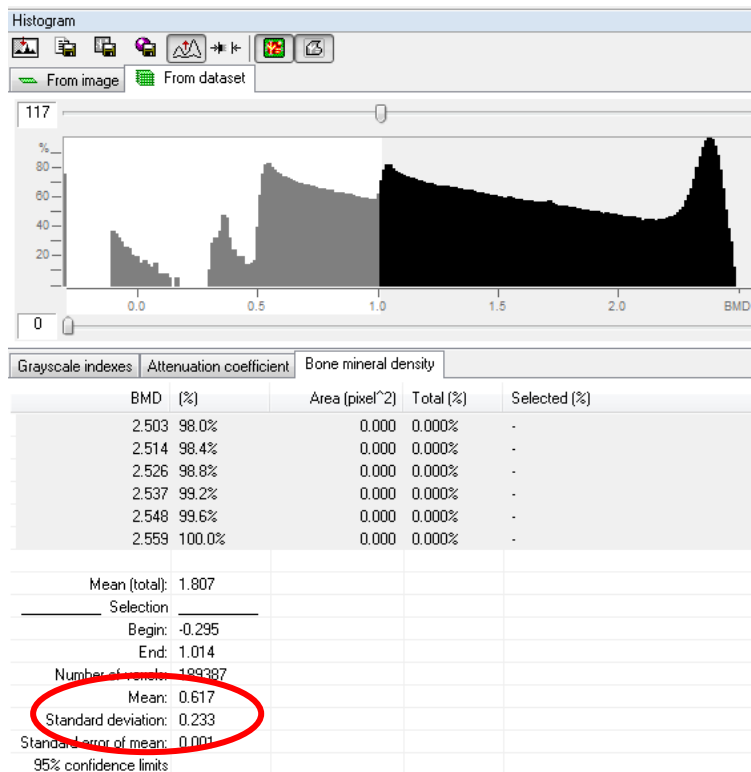 Histogram
From image From dataset
117
%
80
60
40
20
0.0 0.5 1.0 1.5 2.0 BMD
0
Grayscale indexes Attenuation coefficient Bone mineral density
BMD (%) Area (pixel^2) Total (%) Selected (%)
2.503 98.0% 0.000 0.000% -
2.514 98.4% 0.000 0.000% -
2.526 98.8% 0.000 0.000% -
2.537 99.2% 0.000 0.000% -
2.548 99.6% 0.000 0.000% -
2.559 100.0% 0.000 0.000% -
Mean (total): 1.807
Selection
Begin: -0.295
End: 1.014
Number of voxels: 189387
Mean: 0.617
Standard deviation: 0.233
Standard error of mean: 0.001
95% confidence limits